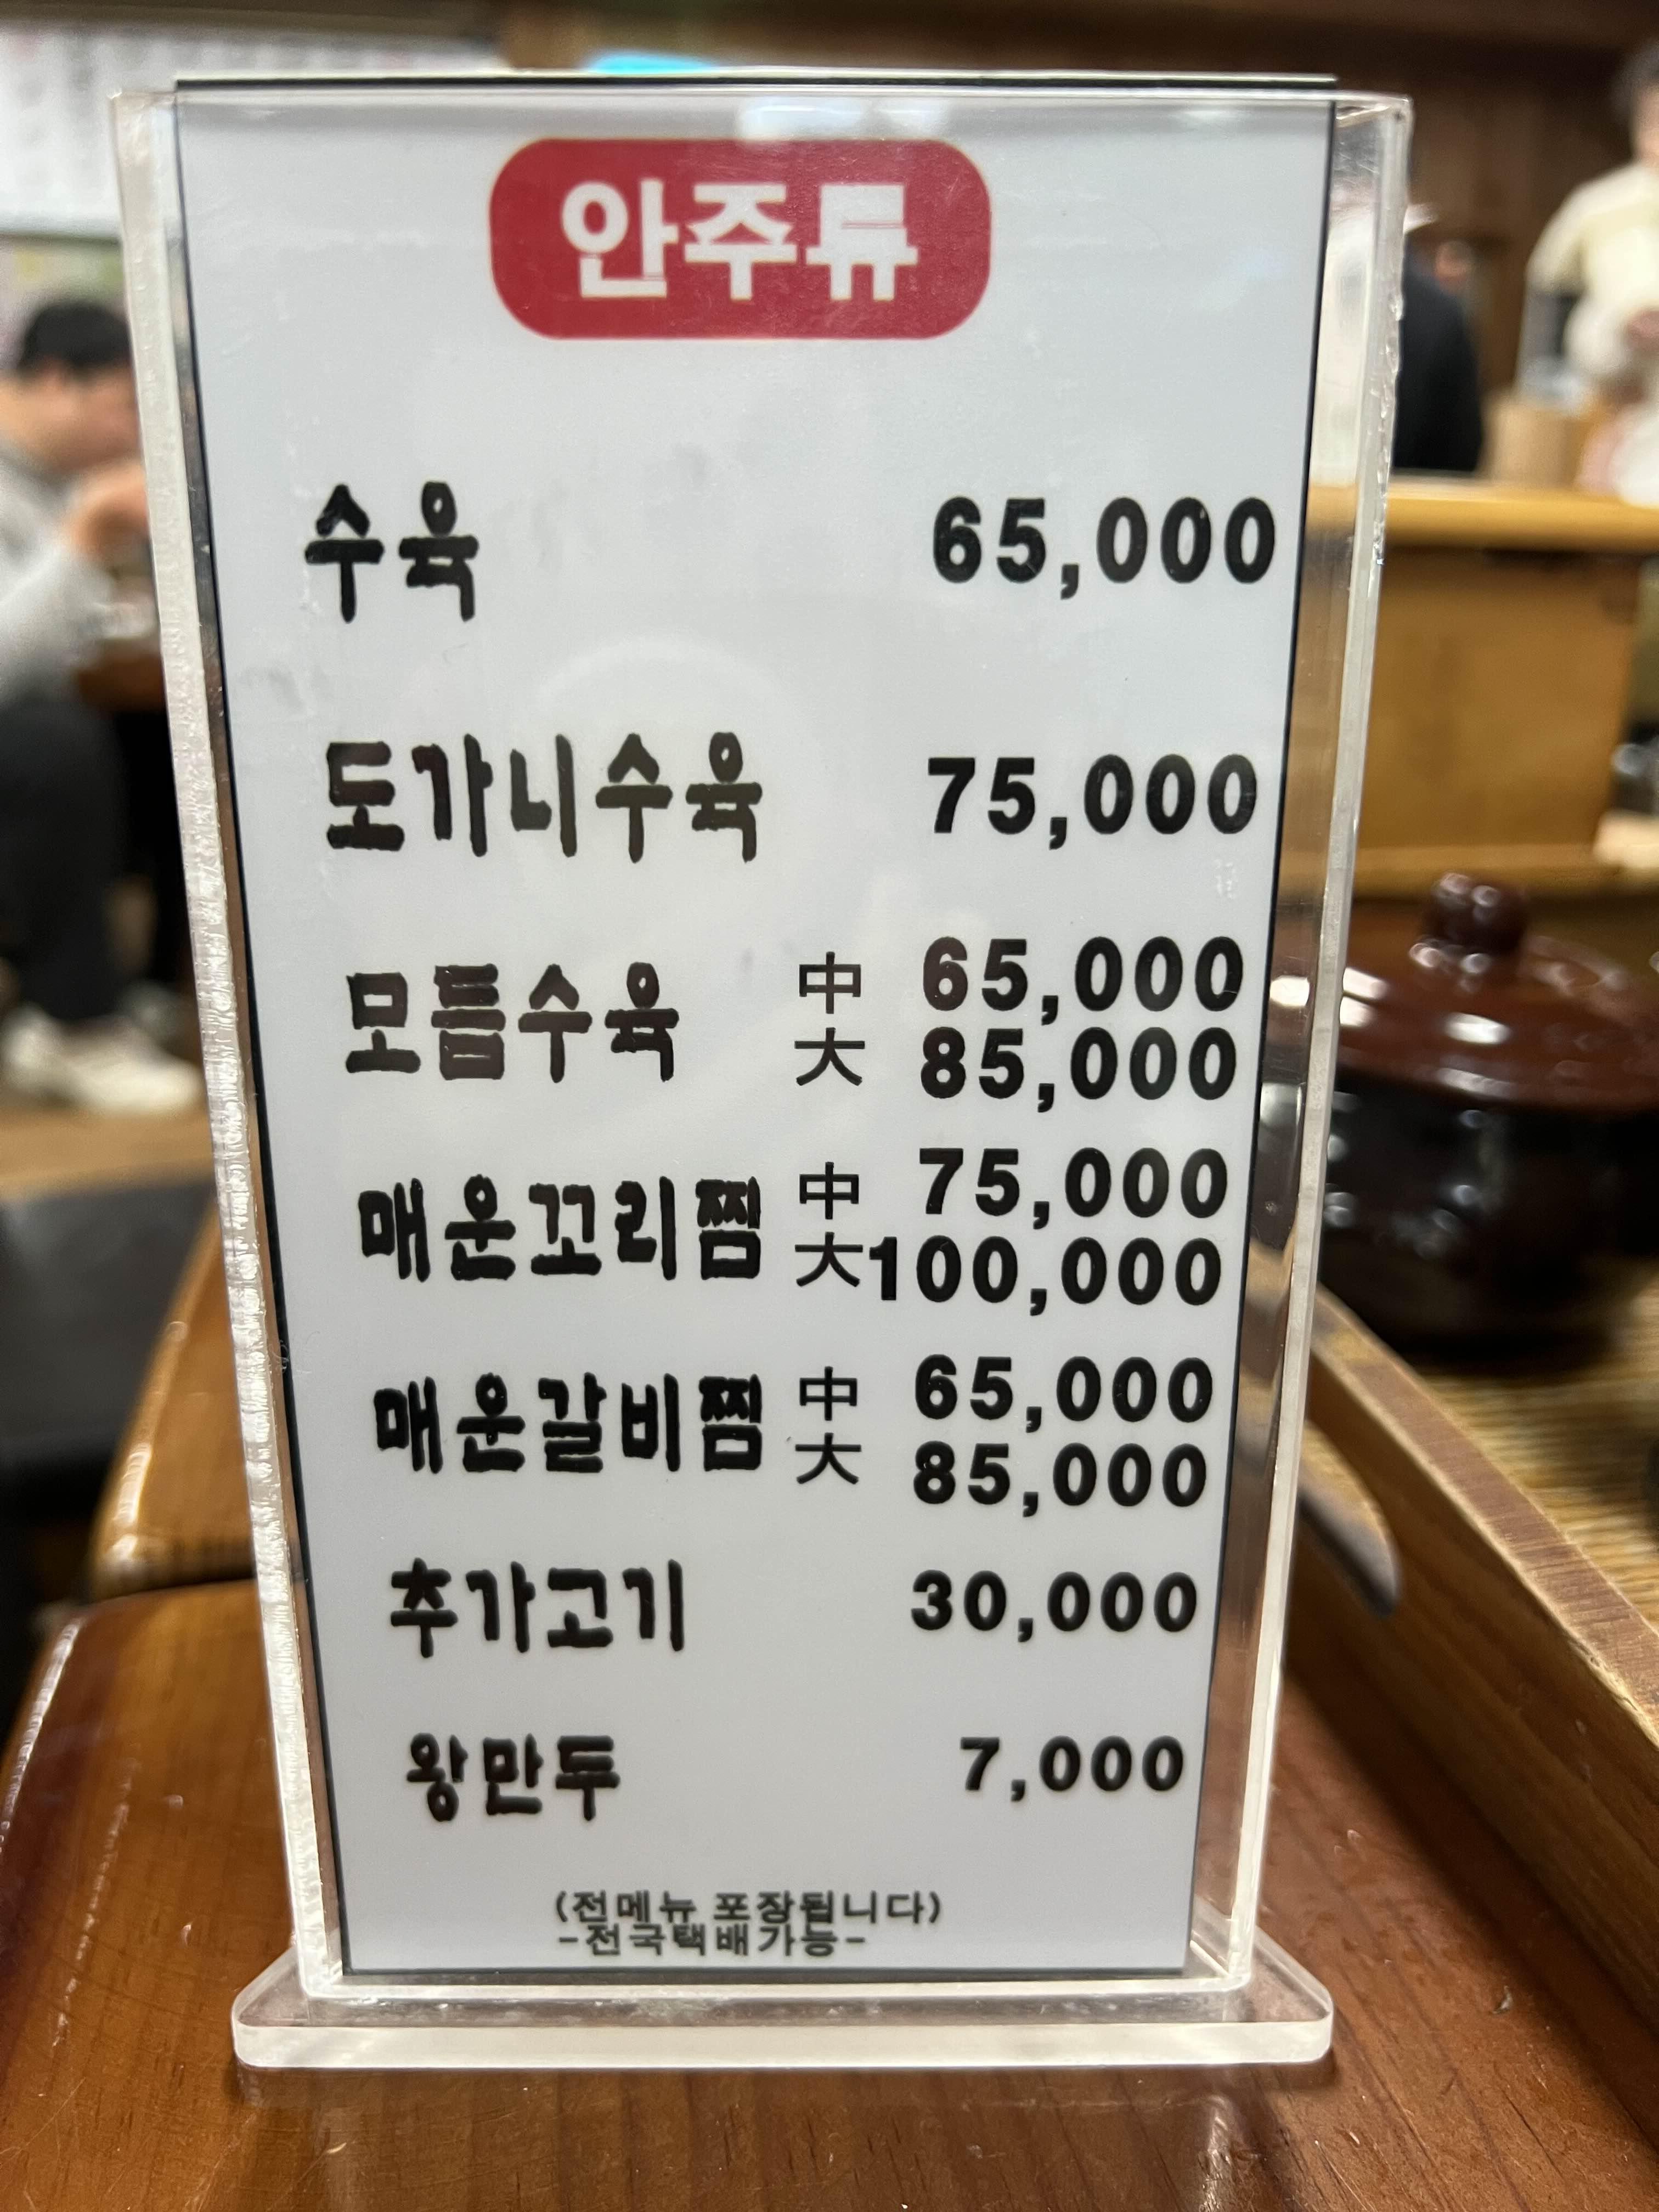 안주류
수육 65,000
도가니수육 75,000
모듬수육 中 65,000
大 85,000
매운꼬리찜 中 75,000
大 100,000
매운갈비찜 中 65,000
大 85,000
추가고기 30,000
왕만두 7,000
(전메뉴 포장됩니다)
-전국택배가능-